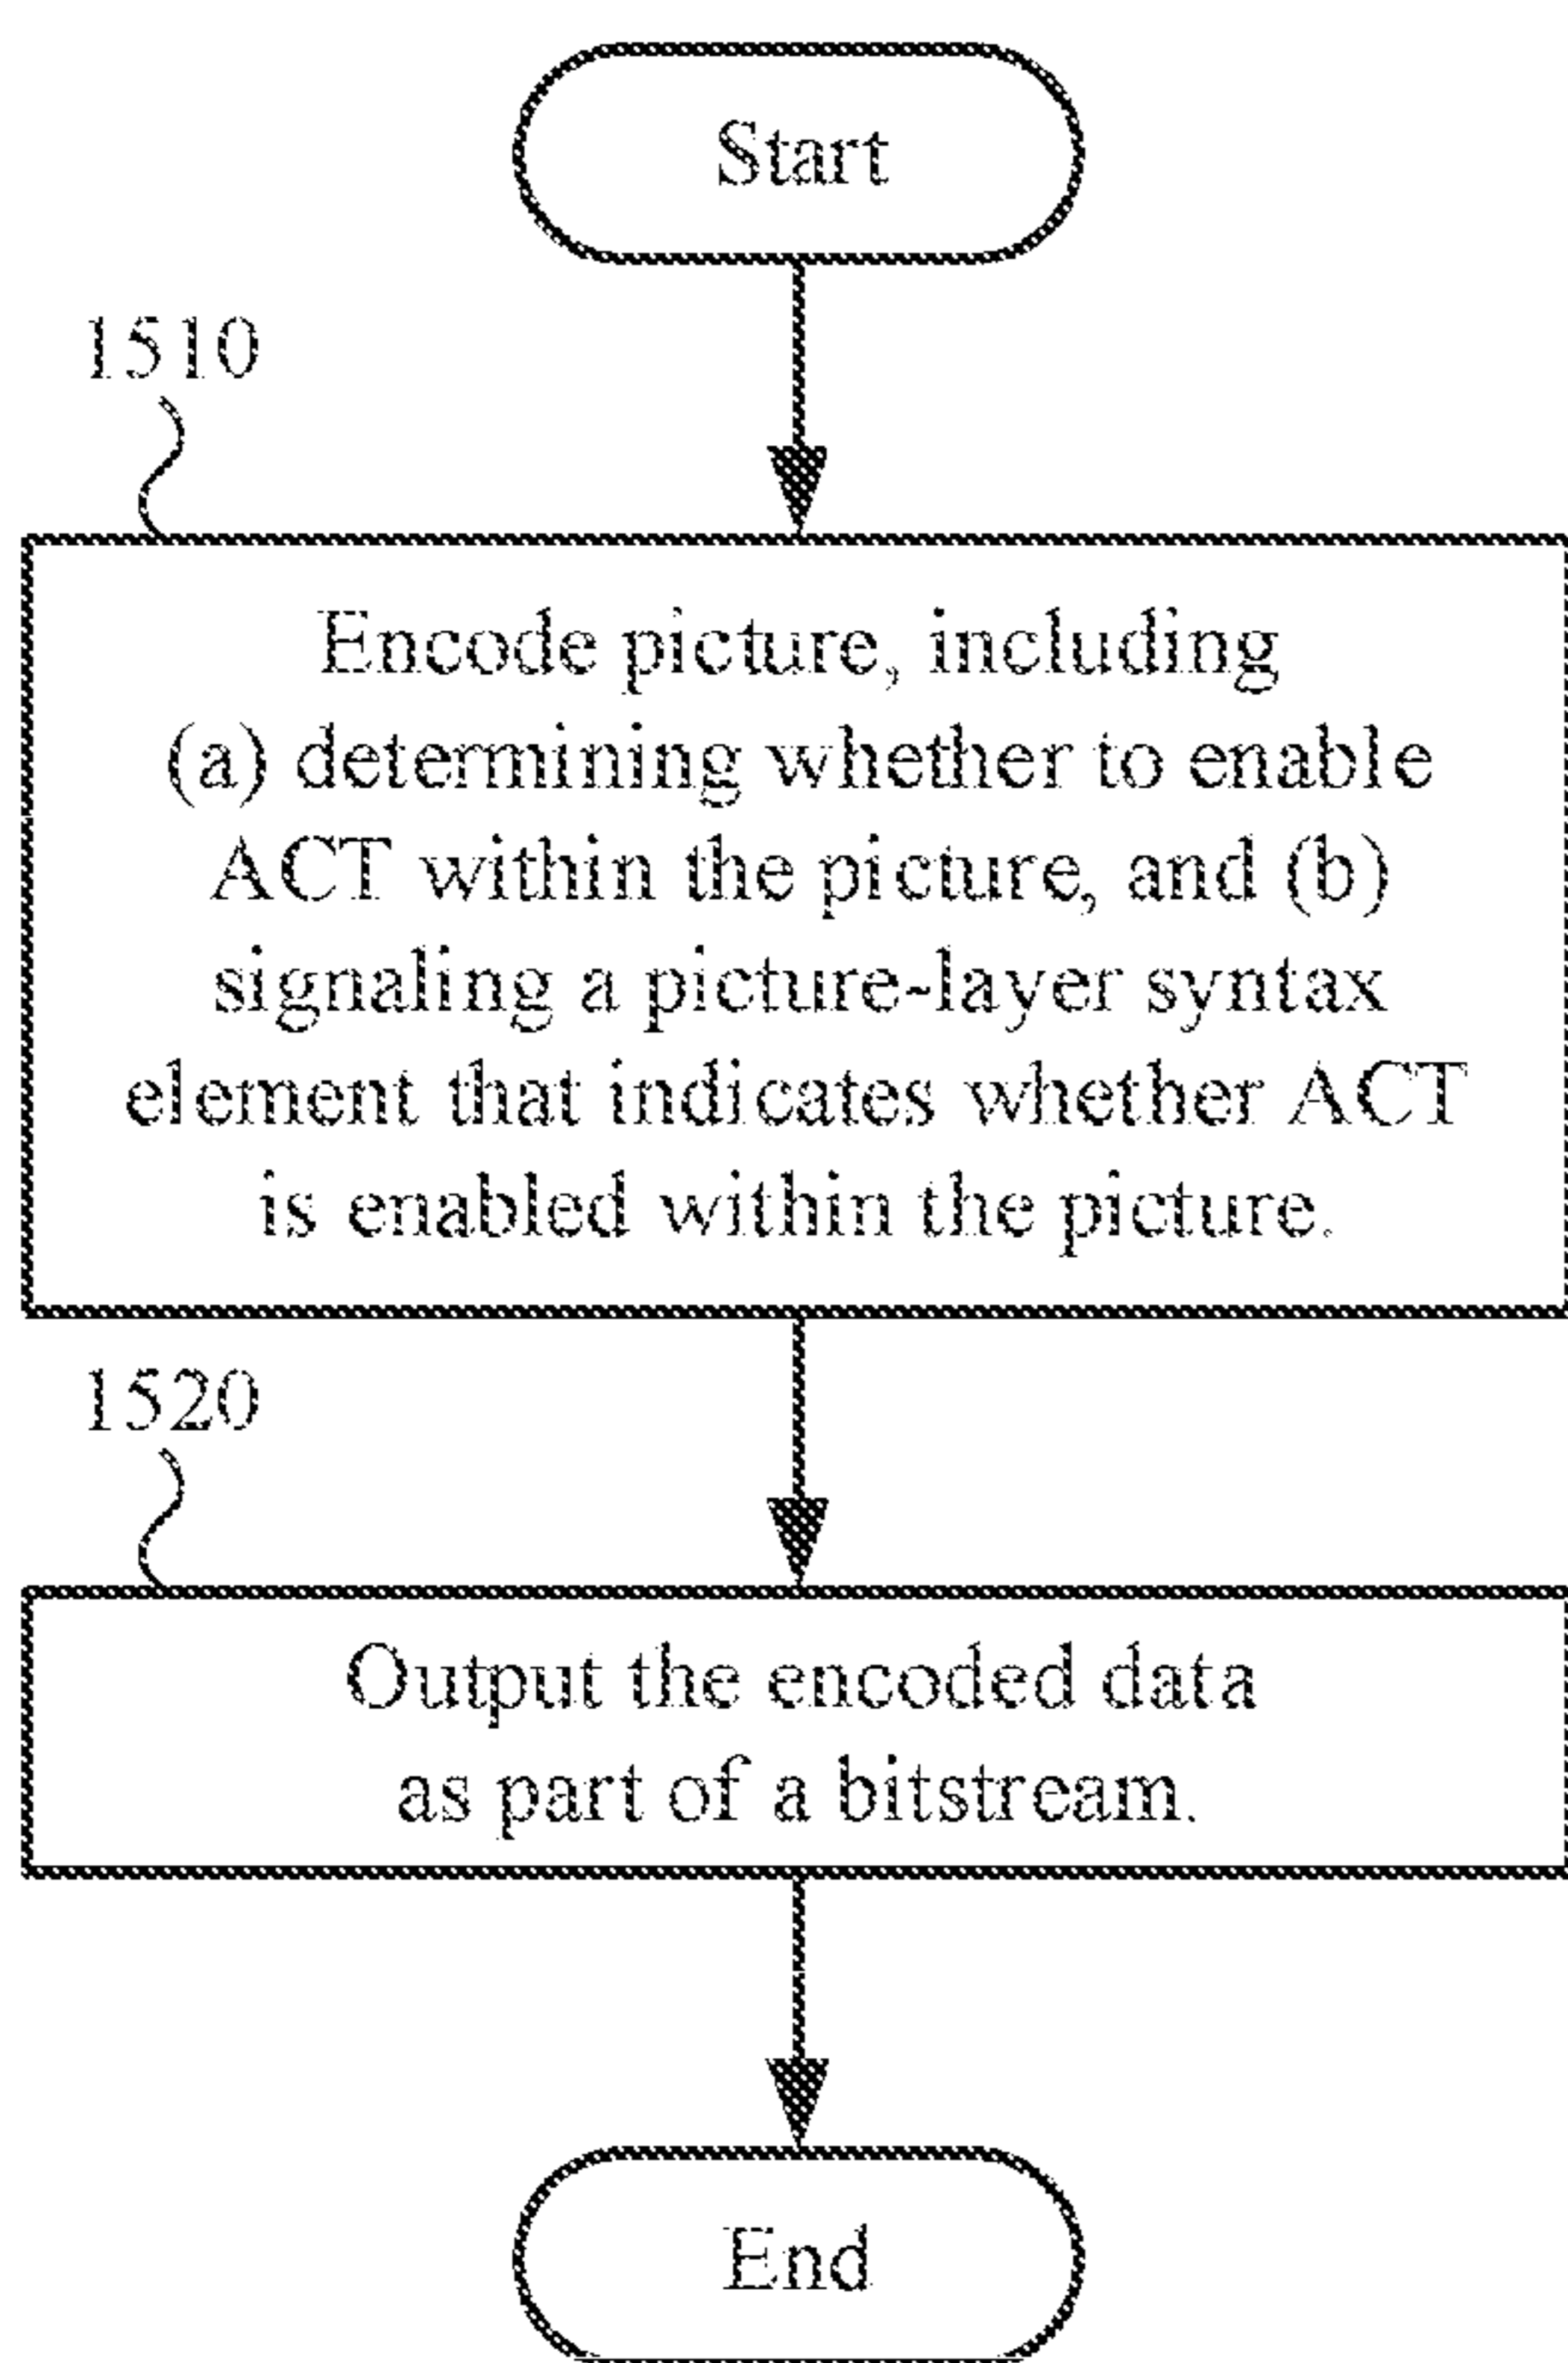 Start
1510
Encode picture, including
(a) determining whether to enable
ACT within the picture, and (b)
signaling a picture-layer syntax
element that indicates whether ACT
is enabled within the picture.
1520
Output the encoded data
as part of a bitstream.
End